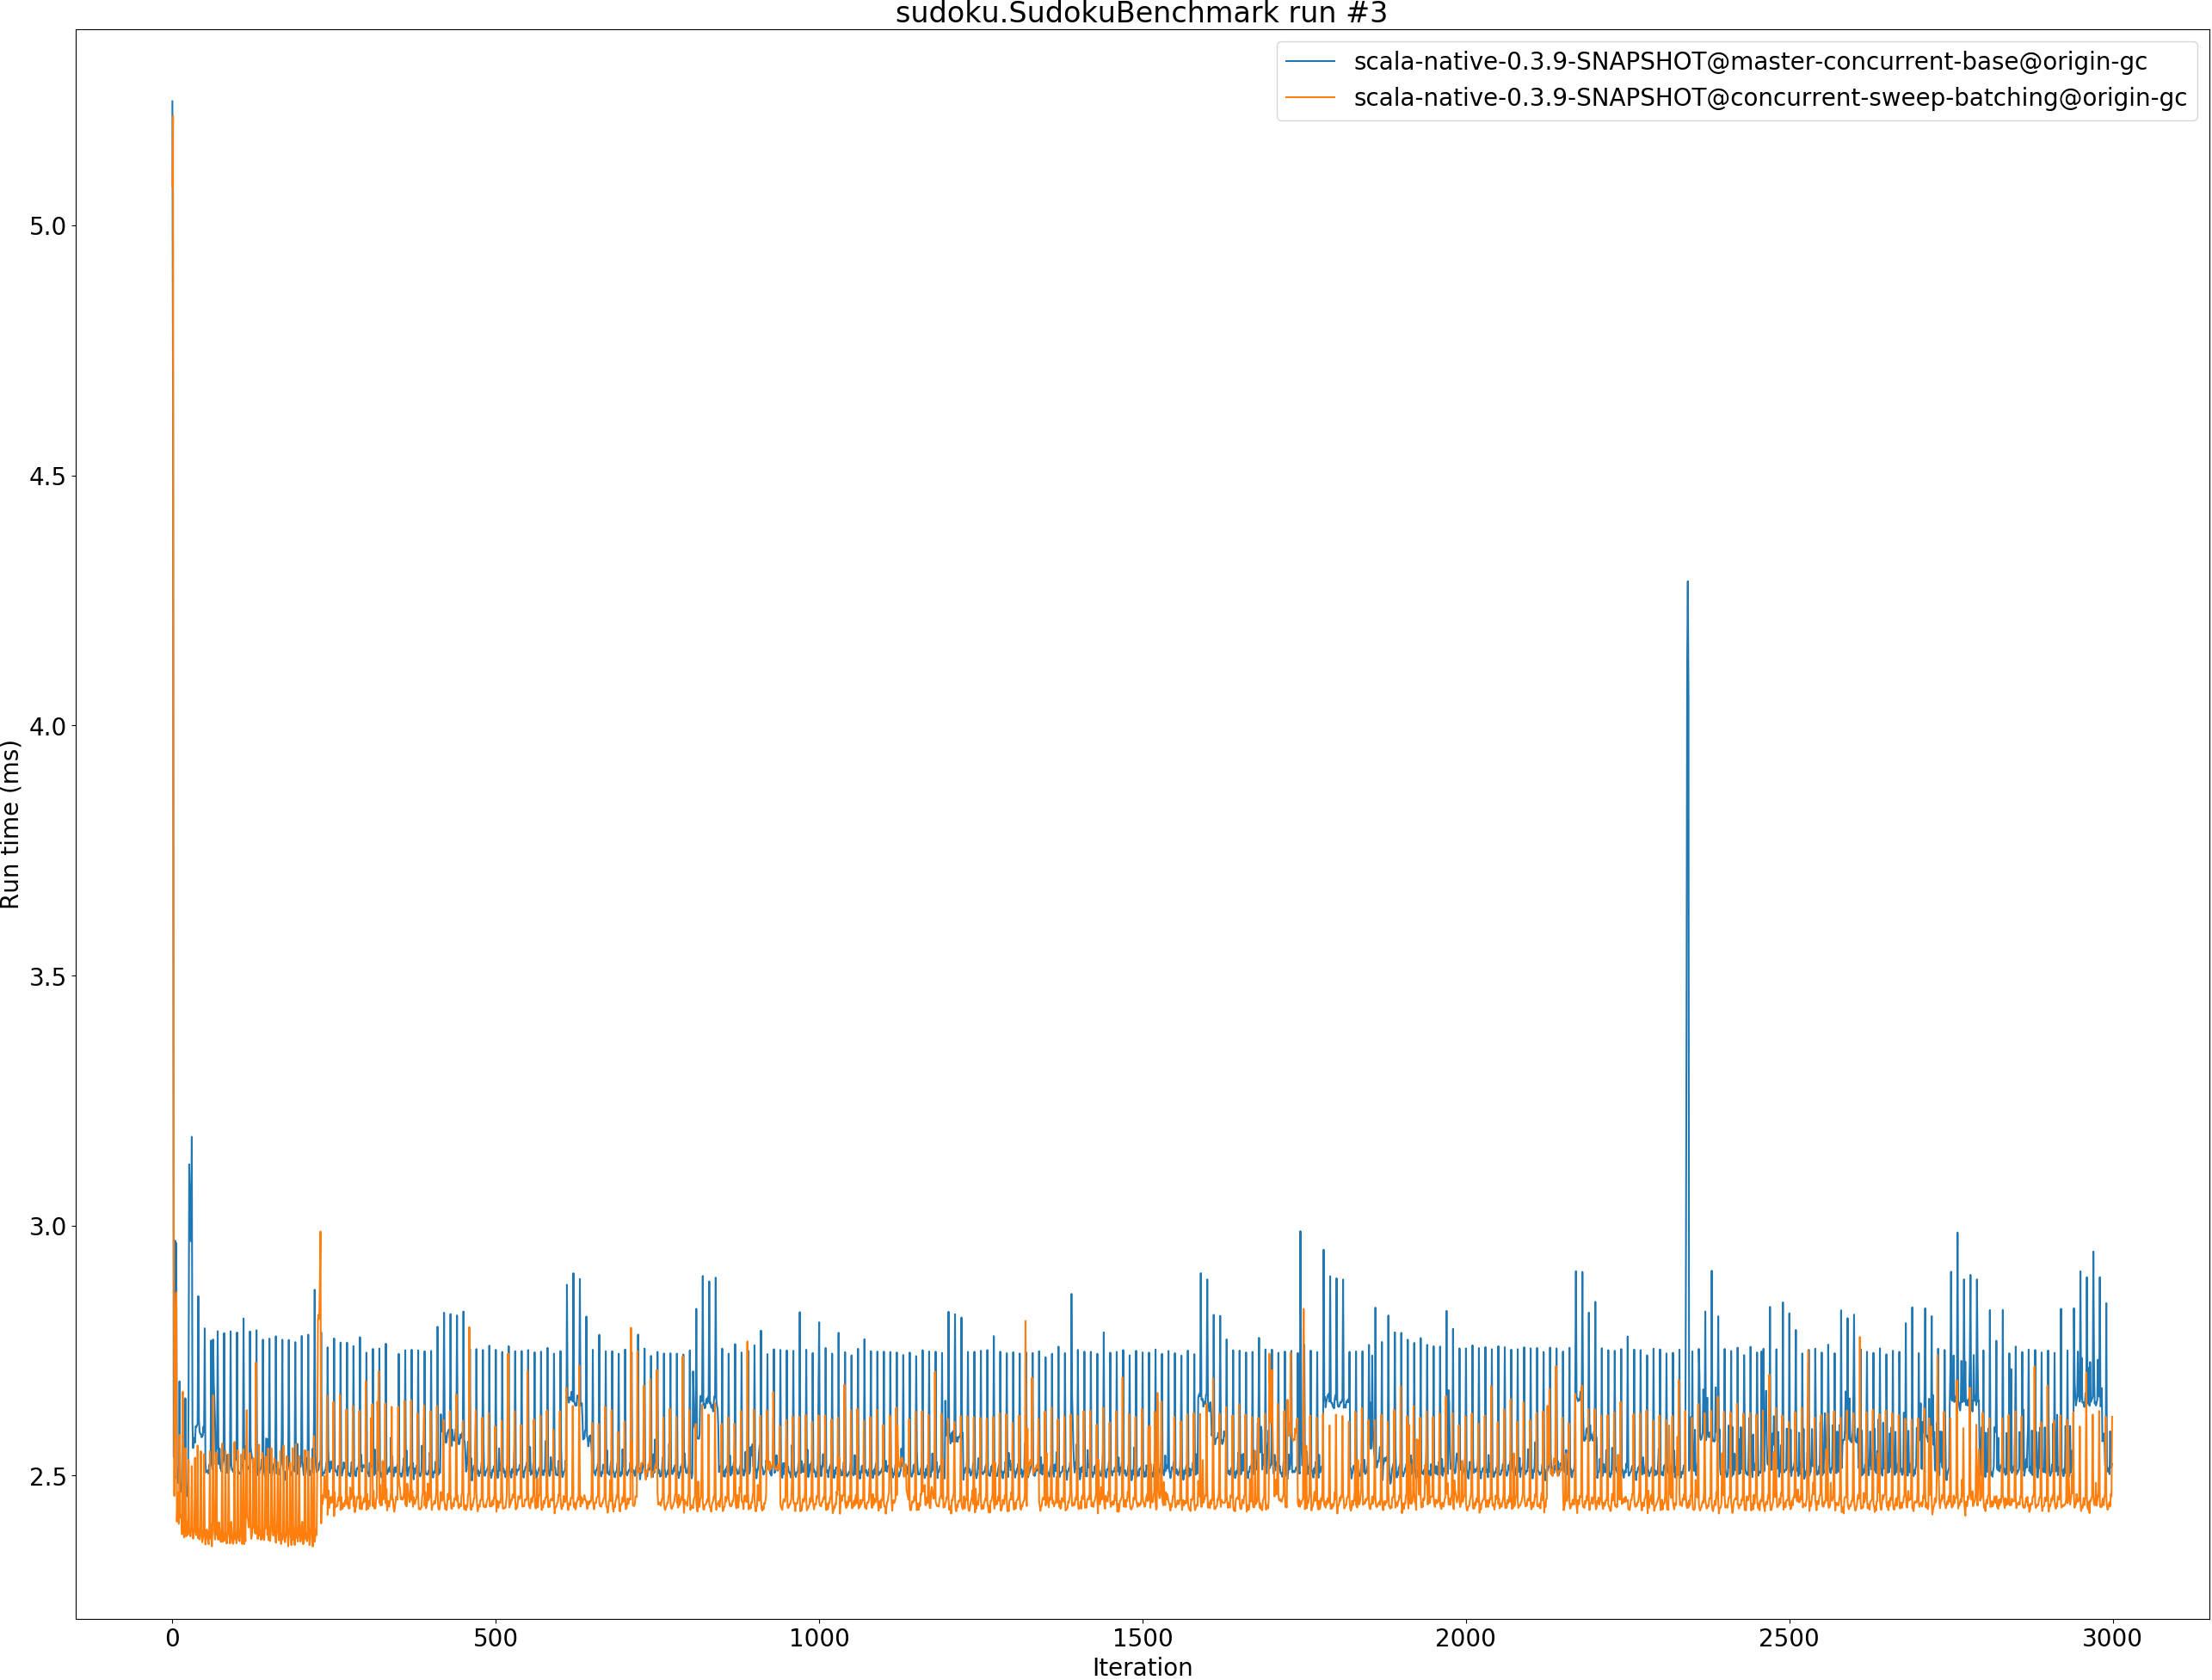 sudoku.SudokuBenchmark run #3
scala-native-0.3.9-SNAPSHOT@master-concurrent-base@origin-gc
scala-native-0.3.9-SNAPSHOT@concurrent-sweep-batching@origin-gc
5.0
4.5
4.0
3.5
3.0
2.5
Run time (ms)
0
500
1000
1500
2000
2500
3000
Iteration